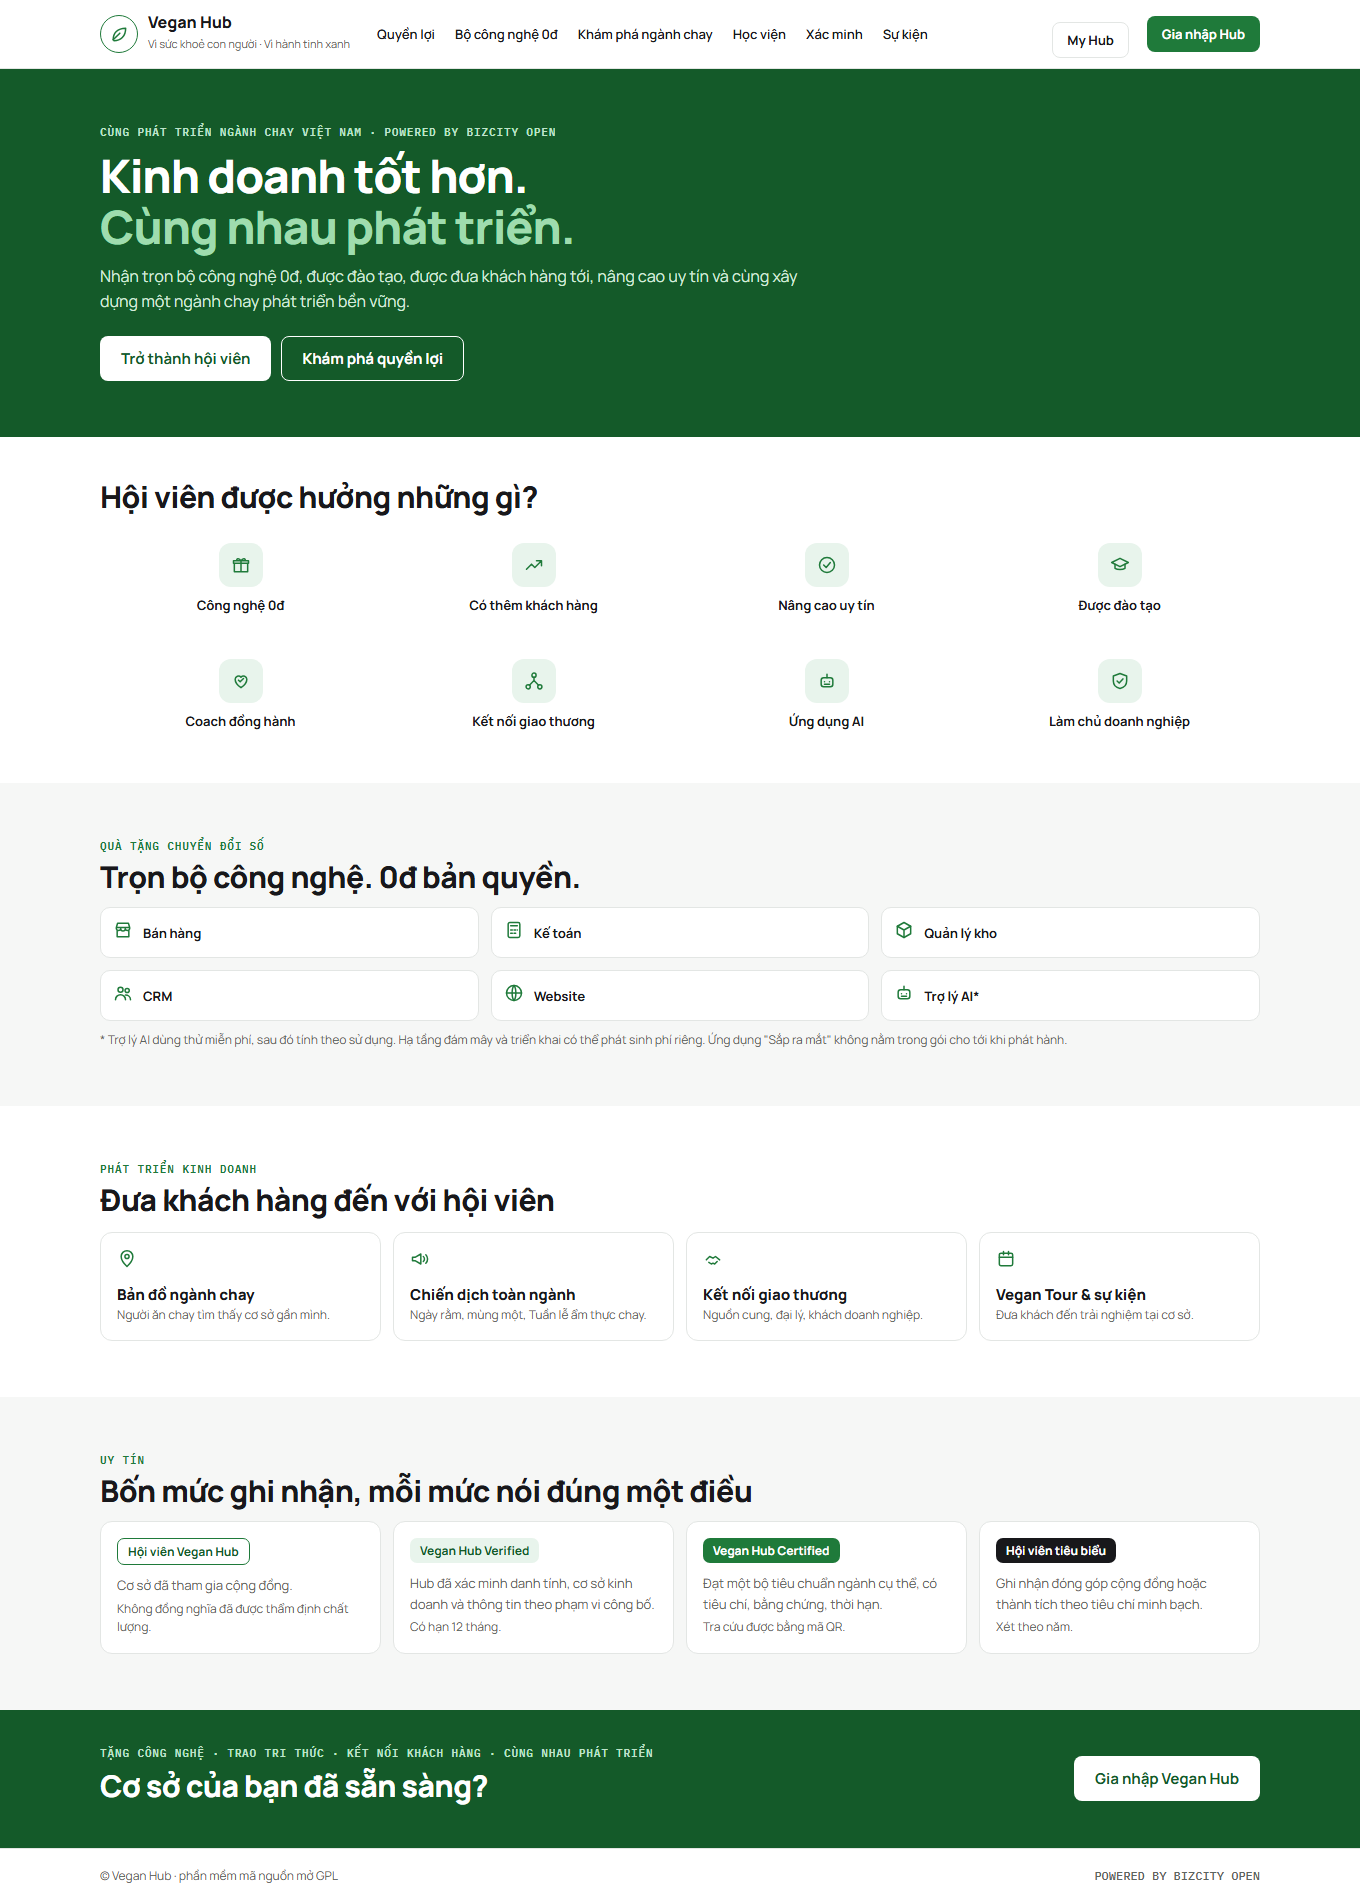 Vegan Hub
Vì sức khoẻ con người · Vì hành tinh xanh
Quyền lợi
Bộ công nghệ 0đ
Khám phá ngành chay
Học viện
Xác minh
Sự kiện
My Hub
Gia nhập Hub
CÙNG PHÁT TRIỂN NGÀNH CHAY VIỆT NAM · POWERED BY BIZCITY OPEN
Kinh doanh tốt hơn.
Cùng nhau phát triển.
Nhận trọn bộ công nghệ 0đ, được đào tạo, được đưa khách hàng tới, nâng cao uy tín và cùng xây
dựng một ngành chay phát triển bền vững.
Trở thành hội viên
Khám phá quyền lợi
Hội viên được hưởng những gì?
Công nghệ 0đ
Có thêm khách hàng
Nâng cao uy tín
Được đào tạo
Coach đồng hành
Kết nối giao thương
Ứng dụng AI
Làm chủ doanh nghiệp
QUÀ TẶNG CHUYỂN ĐỔI SỐ
Trọn bộ công nghệ. 0đ bản quyền.
Bán hàng
Kế toán
Quản lý kho
CRM
Website
Trợ lý AI*
* Trợ lý AI dùng thử miễn phí, sau đó tính theo sử dụng. Hạ tầng đám mây và triển khai có thể phát sinh phí riêng. Ứng dụng "Sắp ra mắt" không nằm trong gói cho tới khi phát hành.
PHÁT TRIỂN KINH DOANH
Đưa khách hàng đến với hội viên
Bản đồ ngành chay
Người ăn chay tìm thấy cơ sở gần mình.
Chiến dịch toàn ngành
Ngày rằm, mùng một, Tuần lễ ẩm thực chay.
Kết nối giao thương
Nguồn cung, đại lý, khách doanh nghiệp.
Vegan Tour & sự kiện
Đưa khách đến trải nghiệm tại cơ sở.
UY TÍN
Bốn mức ghi nhận, mỗi mức nói đúng một điều
Hội viên Vegan Hub
Cơ sở đã tham gia cộng đồng.
Không đồng nghĩa đã được thẩm định chất
lượng.
Vegan Hub Verified
Hub đã xác minh danh tính, cơ sở kinh
doanh và thông tin theo phạm vi công bố.
Có hạn 12 tháng.
Vegan Hub Certified
Đạt một bộ tiêu chuẩn ngành cụ thể, có
tiêu chí, bằng chứng, thời hạn.
Tra cứu được bằng mã QR.
Hội viên tiêu biểu
Ghi nhận đóng góp cộng đồng hoặc
thành tích theo tiêu chí minh bạch.
Xét theo năm.
TẶNG CÔNG NGHỆ · TRAO TRI THỨC · KẾT NỐI KHÁCH HÀNG · CÙNG NHAU PHÁT TRIỂN
Cơ sở của bạn đã sẵn sàng?
Gia nhập Vegan Hub
© Vegan Hub · phần mềm mã nguồn mở GPL
POWERED BY BIZCITY OPEN